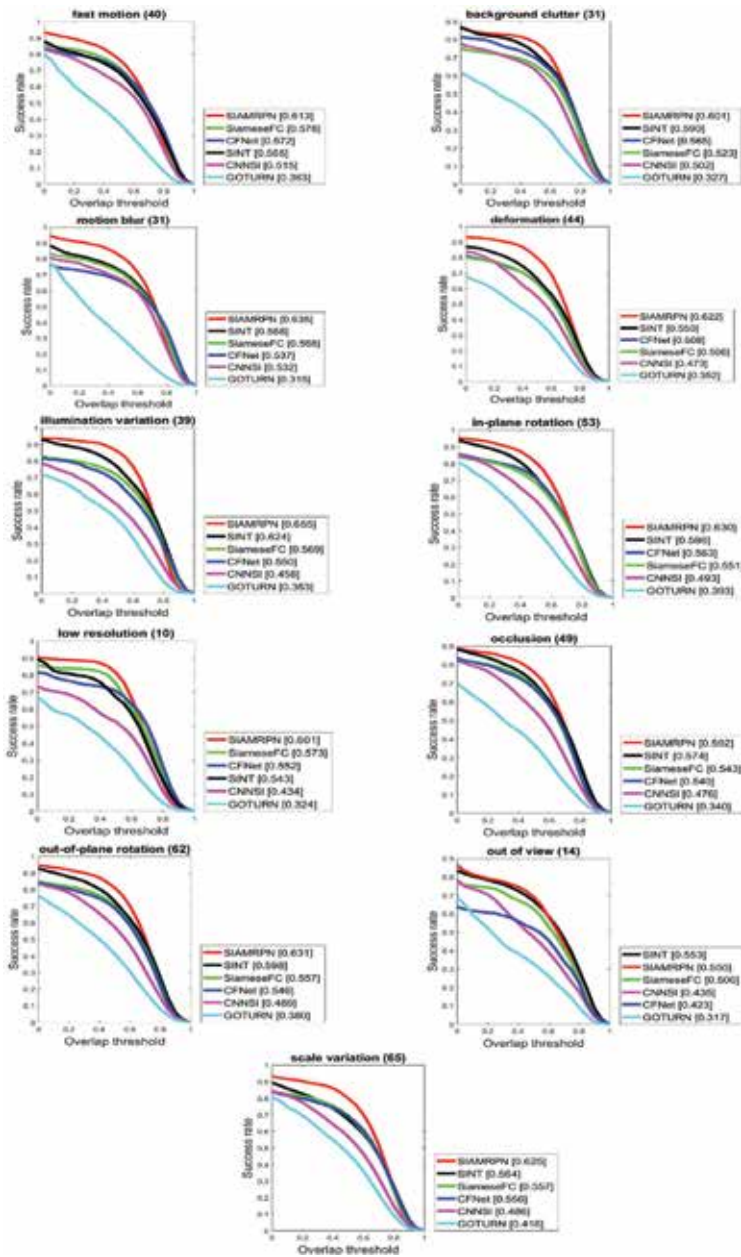 fast motion (40)
Success rate
Overlap threshold
SIAMRPN [0.613]
SiameseFC [0.578]
CFNet [0.572]
SINT [0.565]
CNNSI [0.515]
GOTURN [0.363]
background clutter (31)
Success rate
Overlap threshold
SIAMRPN [0.601]
SINT [0.590]
CFNet [0.565]
SiameseFC [0.523]
CNNSI [0.502]
GOTURN [0.327]
motion blur (31)
Success rate
Overlap threshold
SIAMRPN [0.635]
SINT [0.568]
SiameseFC
CFNet [0.537]
CNNSI [0.532]
GOTURN [0.315]
deformation (44)
Success rate
Overlap threshold
SIAMRPN [0.622]
SINT [0.550]
CFNet
SiameseFC [0.506]
CNNSI [0.473]
GOTURN [0.352]
illumination variation (39)
Success rate
Overlap threshold
SIAMRPN [0.655]
SINT [0.624]
SiameseFC [0.569]
CFNet [0.550]
CNNSI [0.458]
GOTURN [0.363]
in-plane rotation (53)
Success rate
Overlap threshold
SIAMRPN [0.630]
SINT [0.586]
CFNet [0.563]
SiameseFC [0.551]
CNNSI [0.493]
GOTURN [0.393]
low resolution (10)
Success rate
Overlap threshold
SIAMRPN [0.601]
SiameseFC [0.573]
CFNet [0.552]
SINT [0.543]
CNNSI [0.434]
GOTURN [0.324]
occlusion (49)
Success rate
Overlap threshold
SIAMRPN [0.592]
SINT [0.574]
SiameseFC [0.543]
CFNet [0.540]
CNNSI [0.476]
GOTURN [0.340]
out-of-plane rotation (62)
Success rate
Overlap threshold
SIAMRPN [0.631]
SINT [0.598]
SiameseFC [0.557]
CFNet [0.546]
CNNSI [0.489]
GOTURN [0.380]
out of view (14)
Success rate
Overlap threshold
SINT [0.553]
SIAMRPN [0.550]
SiameseFC [0.506]
CNNSI [0.435]
CFNet [0.423]
GOTURN [0.317]
scale variation (65)
Success rate
Overlap threshold
SIAMRPN [0.625]
SINT [0.564]
SiameseFC [0.357]
CFNet [0.556]
CNNSI [0.486]
GOTURN [0.418]